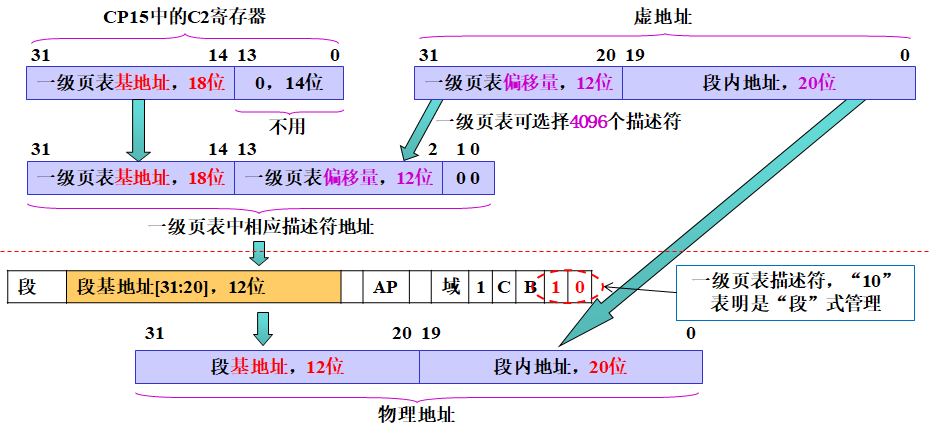 CP15中的C2寄存器
虚地址
31 14 13 0
31 20 19 0
一级页表基地址，18位 0，14位
一级页表偏移量，12位 段内地址，20位
不用
一级页表可选择4096个描述符
31 14 13 2 1 0
一级页表基地址，18位 一级页表偏移量，12位 0 0
一级页表中相应描述符地址
段 段基地址[31:20]，12位 AP 域 1 C B 1 0
一级页表描述符，“10”
表明是“段”式管理
31 20 19 0
段基地址，12位 段内地址，20位
物理地址